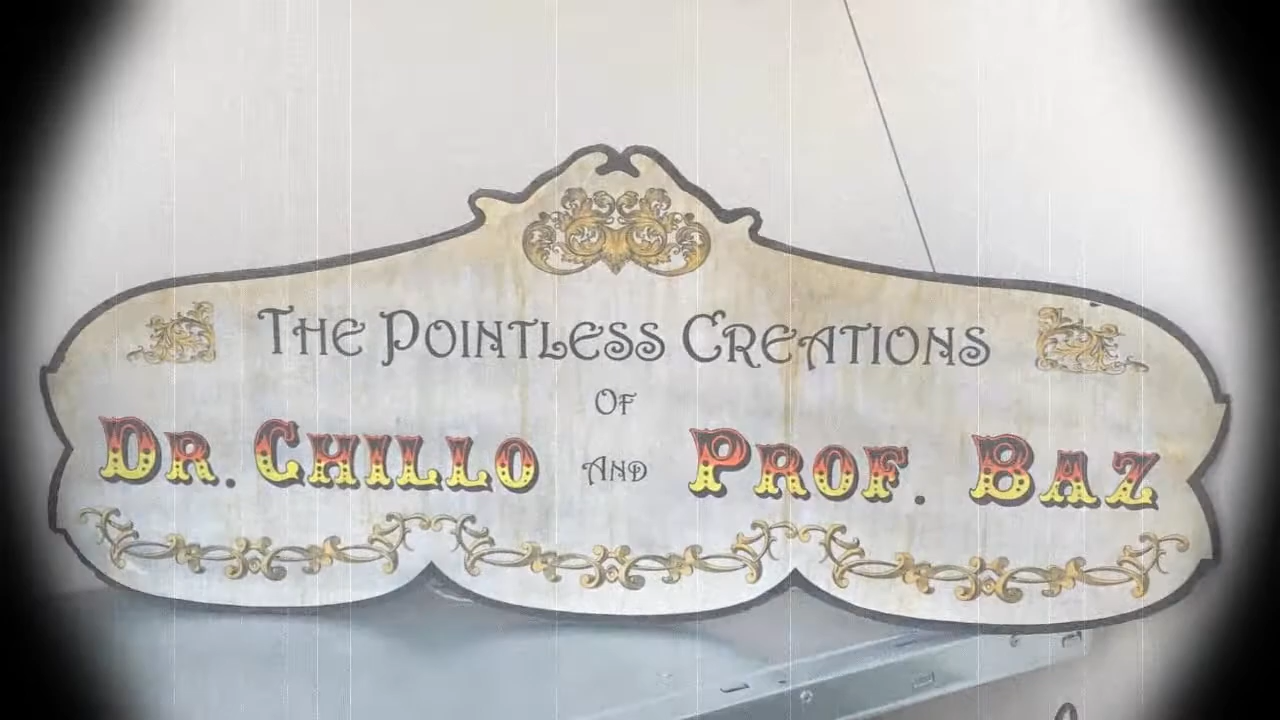 The Pointless Creations
Of
Dr. Chillo And Prof. Baz